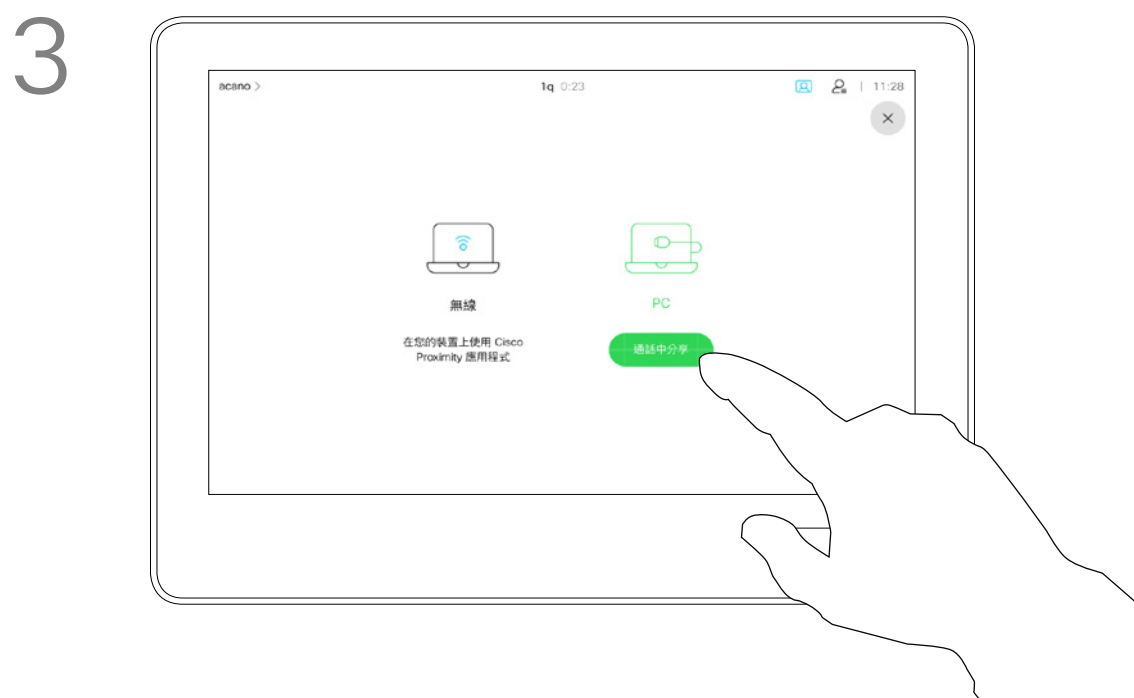 3
acano > 1q 0:23 | 11:28
無線
PC
在您的裝置上使用 Cisco
Proximity 應用程式
通話中分享